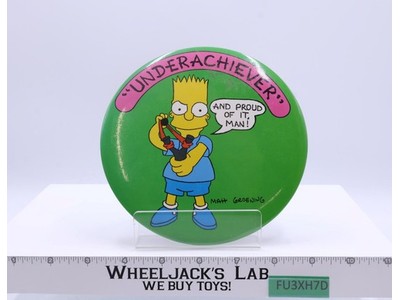 "UNDERACHIEVER"
AND PROUD
OF IT,
MAN!
MATT GROENING
WHEELJACK'S LAB
WE BUY TOYS!
FU3XH7D